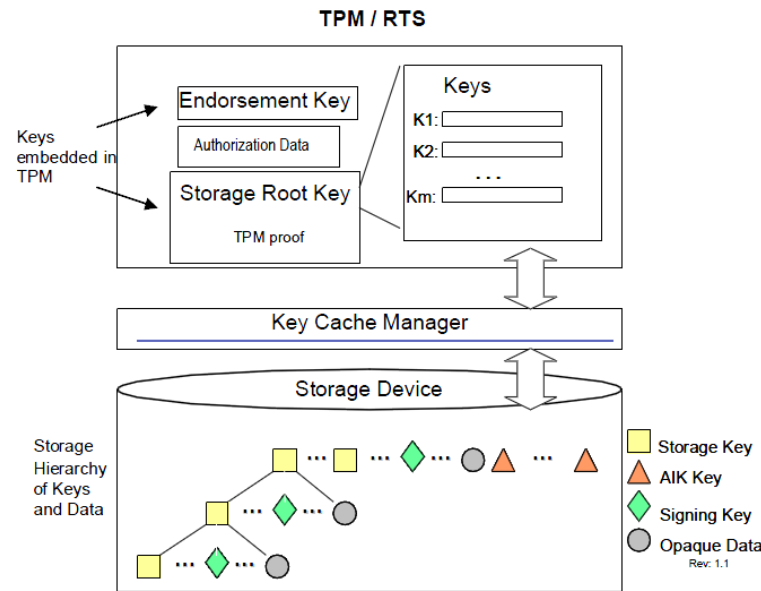 TPM / RTS
Endorsement Key
Authorization Data
Storage Root Key
TPM proof
Keys
K1:
K2:
...
Km:
Keys
embedded in
TPM
Key Cache Manager
Storage Device
Storage
Hierarchy
of Keys
and Data
... ... ... ...
... ...
... ...
Storage Key
AIK Key
Signing Key
Opaque Data
Rev: 1.1